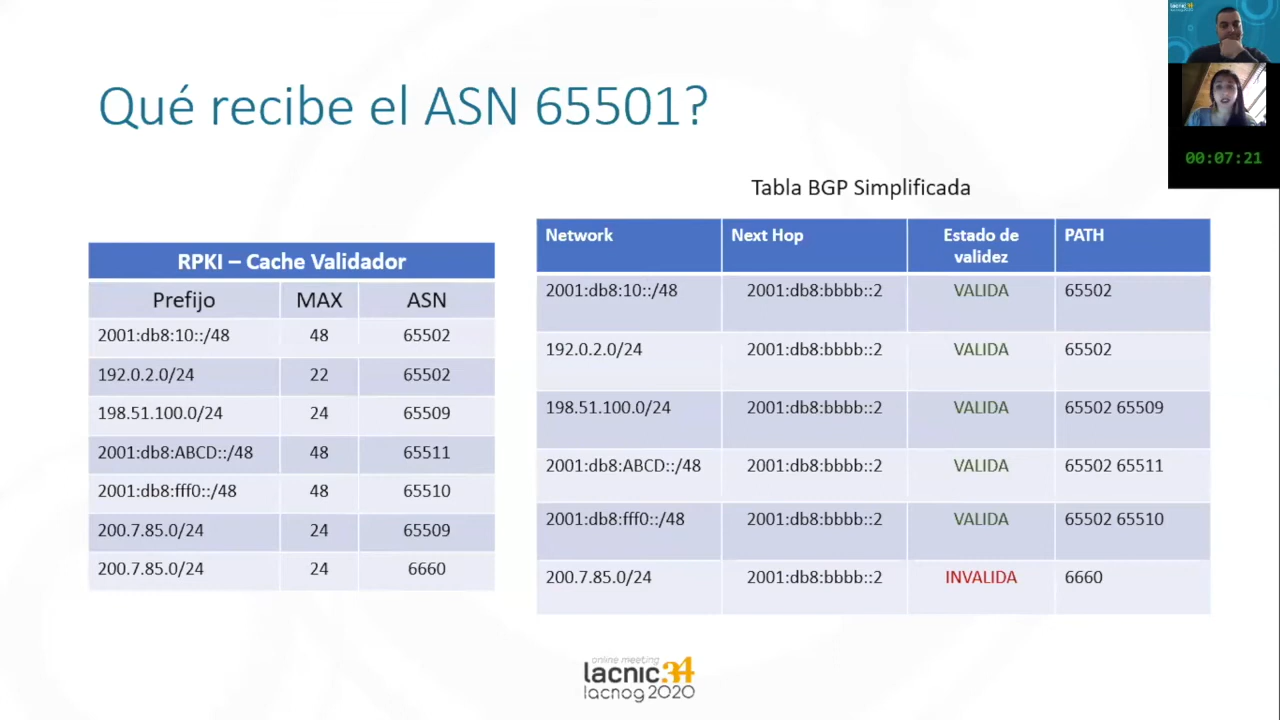 lacnic34
Qué recibe el ASN 65501?
00:07:21
Tabla BGP Simplificada
RPKI – Cache Validador
Prefijo MAX ASN
2001:db8:10::/48 48 65502
192.0.2.0/24 22 65502
198.51.100.0/24 24 65509
2001:db8:ABCD::/48 48 65511
2001:db8:fff0::/48 48 65510
200.7.85.0/24 24 65509
200.7.85.0/24 24 6660
Network Next Hop Estado de validez PATH
2001:db8:10::/48 2001:db8:bbbb::2 VALIDA 65502
192.0.2.0/24 2001:db8:bbbb::2 VALIDA 65502
198.51.100.0/24 2001:db8:bbbb::2 VALIDA 65502 65509
2001:db8:ABCD::/48 2001:db8:bbbb::2 VALIDA 65502 65511
2001:db8:fff0::/48 2001:db8:bbbb::2 VALIDA 65502 65510
200.7.85.0/24 2001:db8:bbbb::2 INVALIDA 6660
online meeting
lacnic34
lacnog2020